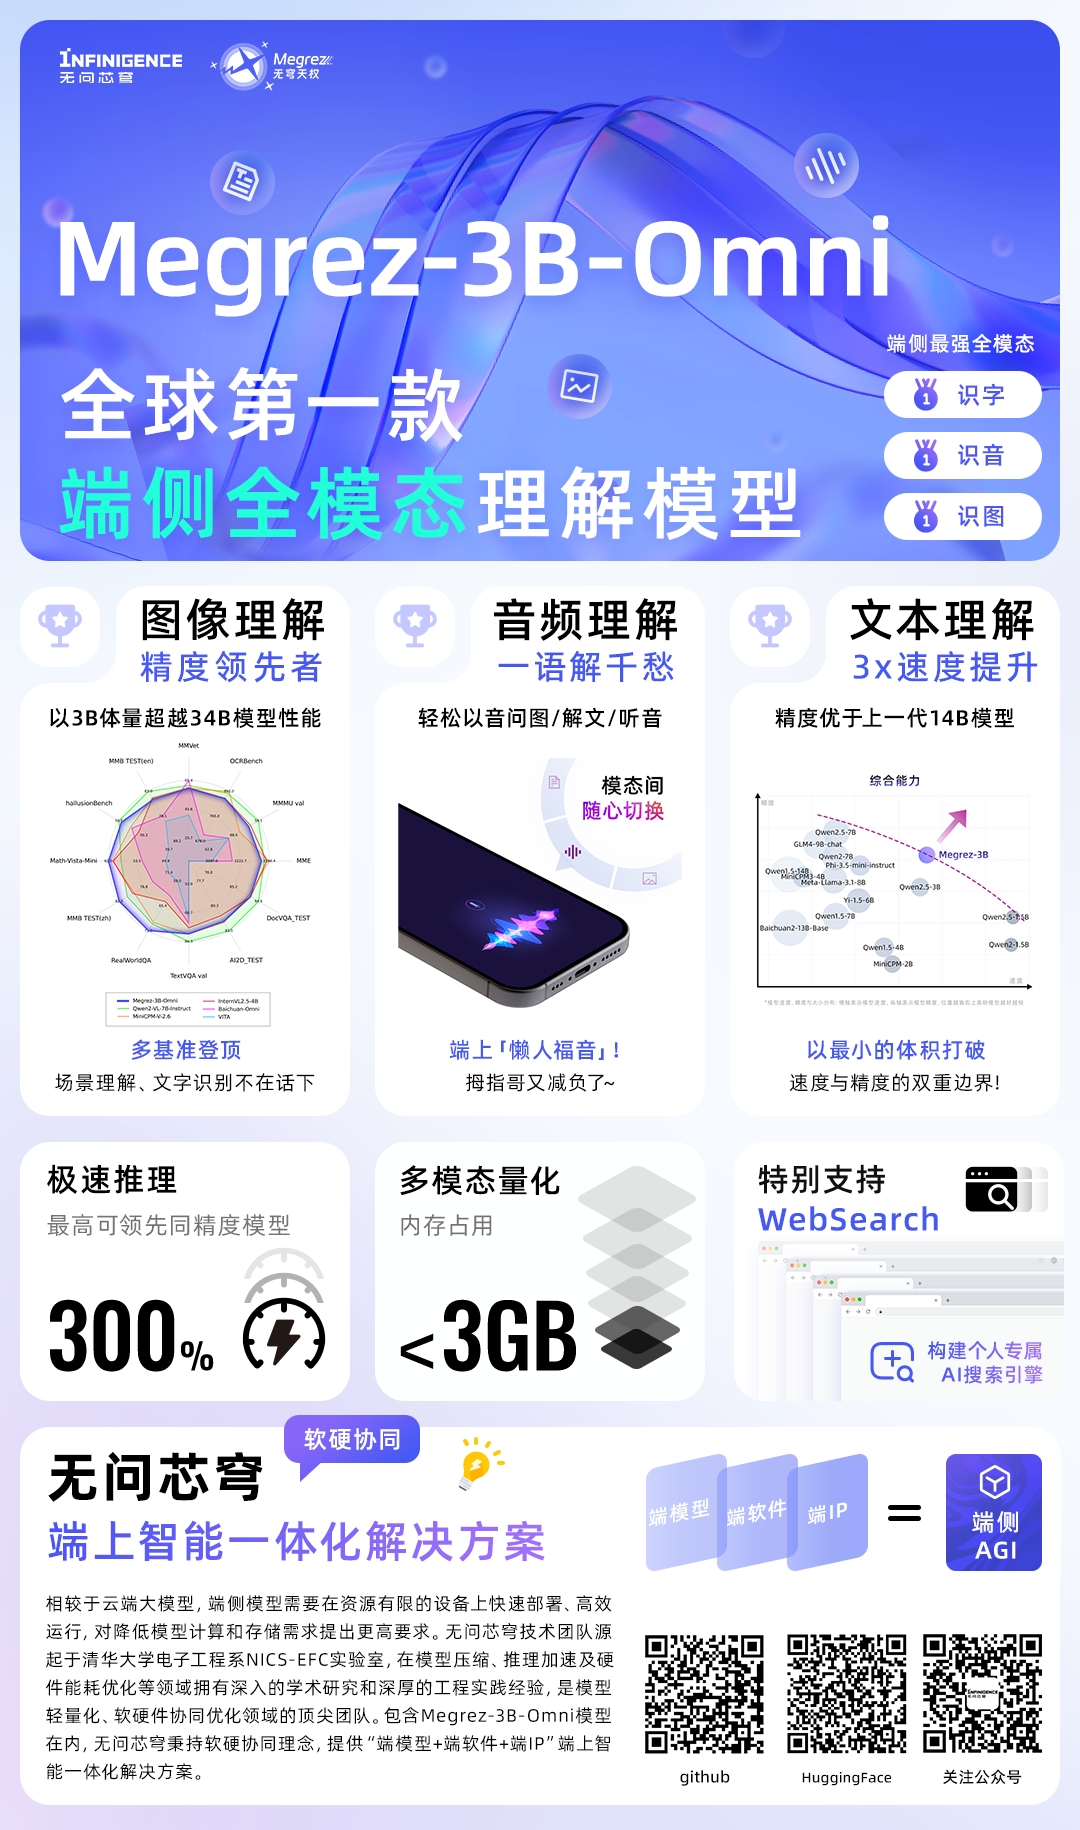 INFINIGENCE
无问芯穹
Megrez
无穹天权
Megrez-3B-Omni
全球第一款
端侧全模态理解模型
端侧最强全模态
1 识字
1 识音
1 识图
图像理解
精度领先者
以3B体量超越34B模型性能
MMVet
OCRBench
MMMU val
MME
DocVQA_TEST
AI2D_TEST
TextVQA val
RealWorldQA
MMB TEST(zh)
Math-Vista-Mini
hallusionBench
MMB TEST(en)
Megrez-3B-Omni
Qwen2-VL-7B-Instruct
MiniCPM-V-2.6
InternVL2.5-4B
Baichuan-Omni
VITA
多基准登顶
场景理解、文字识别不在话下
音频理解
一语解千愁
轻松以音问图/解文/听音
模态间
随心切换
端上「懒人福音」!
拇指哥又减负了~
文本理解
3x速度提升
精度优于上一代14B模型
综合能力
精度
Qwen2.5-7B
GLM4-9B-chat
Qwen2-7B
Phi-3.5-mini-instruct
Megrez-3B
Qwen1.5-14B
MiniCPM3-4B
Meta-Llama-3.1-8B
Qwen2.5-3B
Yi-1.5-6B
Qwen1.5-7B
Qwen2.5-1.5B
Baichuan2-13B-Base
Qwen1.5-4B
Qwen2-1.5B
MiniCPM-2B
速度
以最小的体积打破
速度与精度的双重边界!
极速推理
最高可领先同精度模型
300%
多模态量化
内存占用
<3GB
特别支持
WebSearch
构建个人专属
AI搜索引擎
软硬协同
无问芯穹
端上智能一体化解决方案
端模型
端软件
端IP
=
端侧
AGI
相较于云端大模型, 端侧模型需要在资源有限的设备上快速部署、高效
运行, 对降低模型计算和存储需求提出更高要求。无问芯穹技术团队源
起于清华大学电子工程系NICS-EFC实验室, 在模型压缩、推理加速及硬
件能耗优化等领域拥有深入的学术研究和深厚的工程实践经验, 是模型
轻量化、软硬件协同优化领域的顶尖团队。包含Megrez-3B-Omni模型
在内, 无问芯穹秉持软硬协同理念, 提供“端模型+端软件+端IP”端上智
能一体化解决方案。
github
HuggingFace
关注公众号